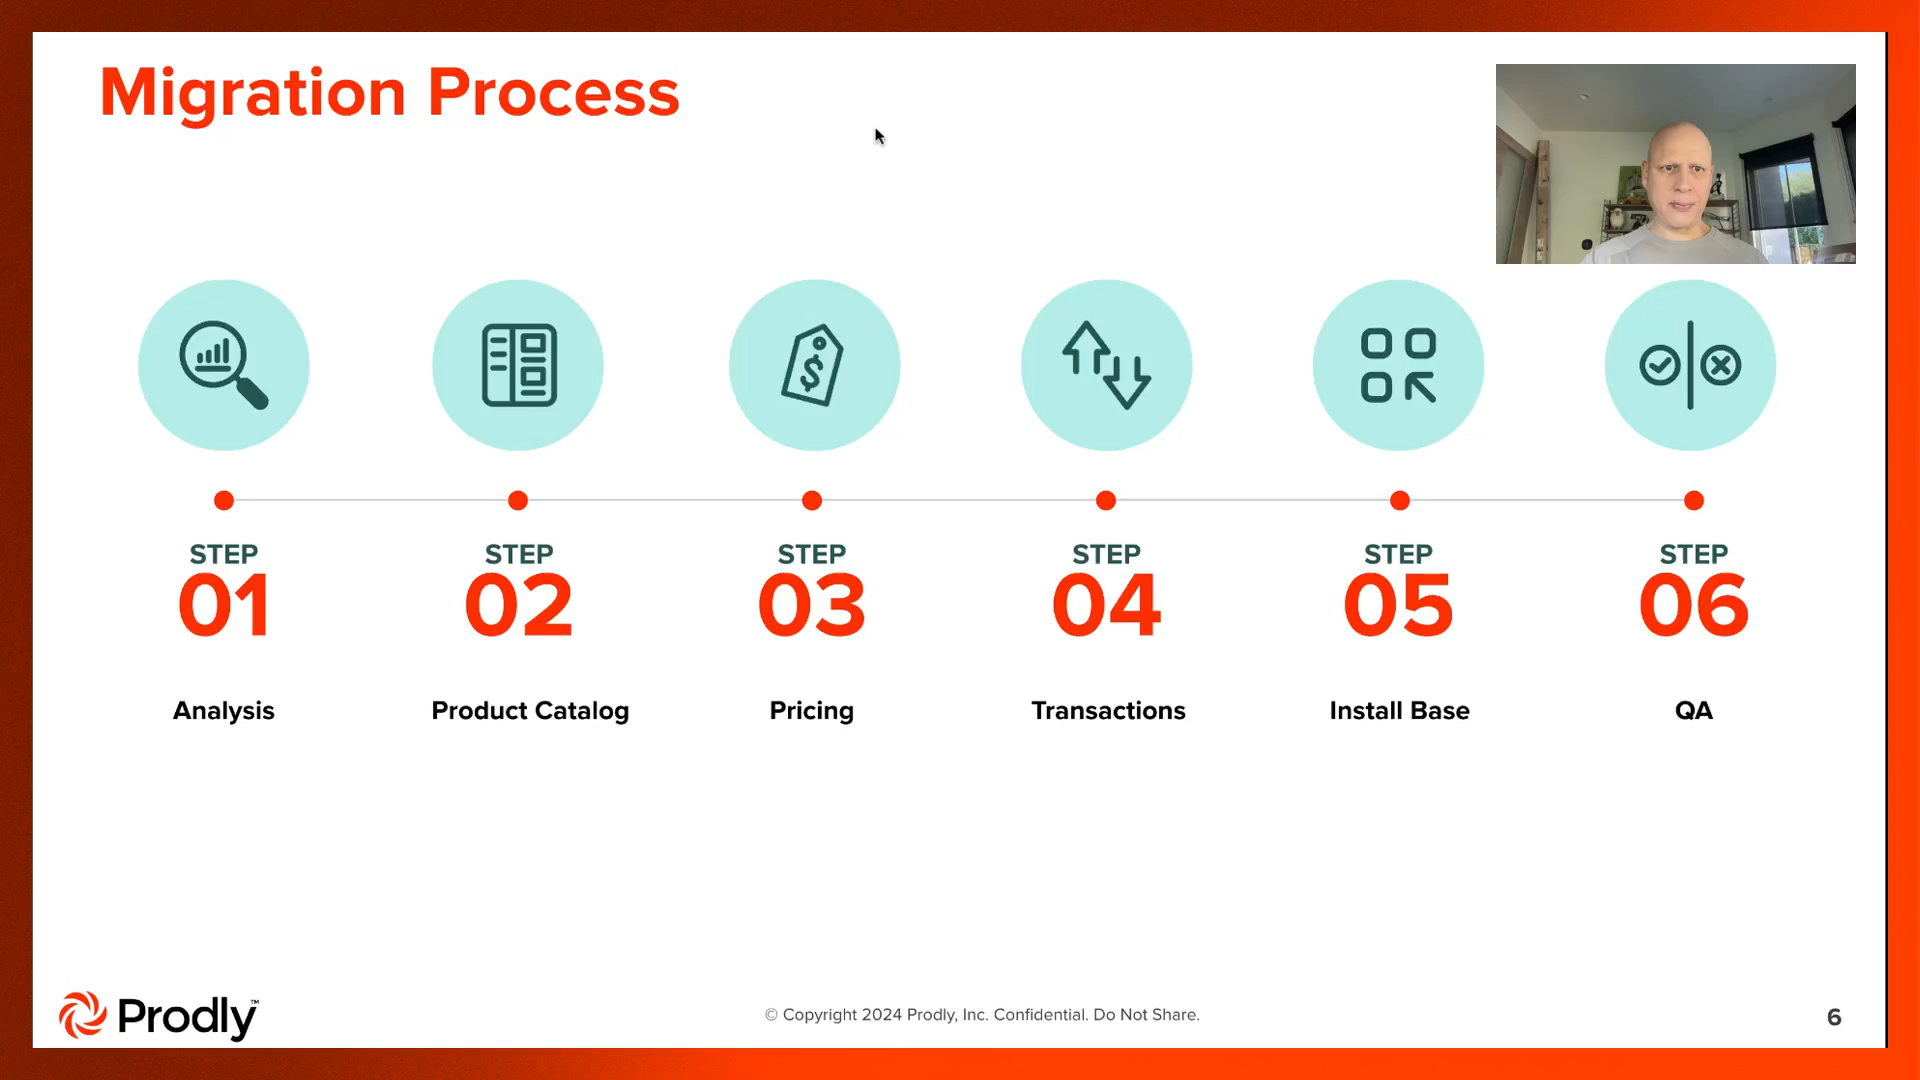 Migration Process
STEP
01
Analysis
STEP
02
Product Catalog
STEP
03
Pricing
STEP
04
Transactions
STEP
05
Install Base
STEP
06
QA
Prodly™
© Copyright 2024 Prodly, Inc. Confidential. Do Not Share.
6